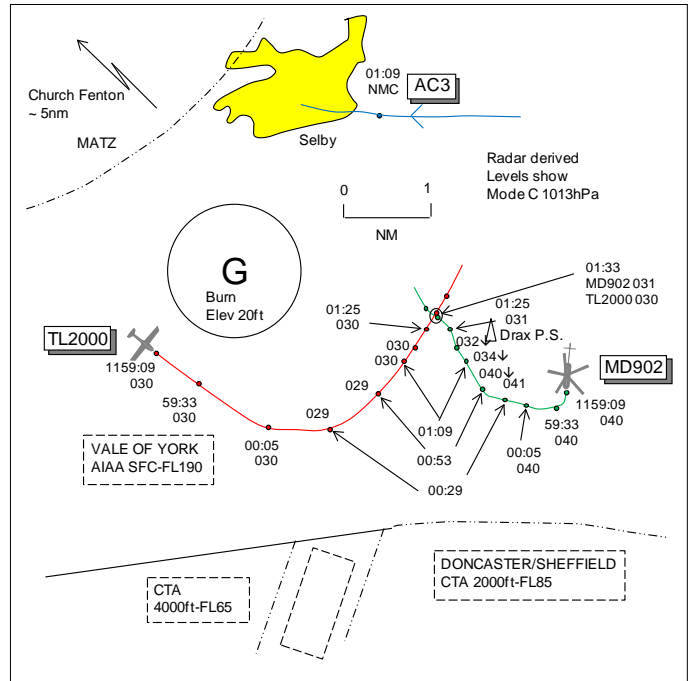 01:09
NMC
AC3
Church Fenton
~ 5nm
MATZ
Selby
Radar derived
Levels show
Mode C 1013hPa
0
1
NM
G
Burn
Elev 20ft
01:33
MD902 031
TL2000 030
01:25
030
01:25
031
Drax P.S.
032
034
040
041
TL2000
1159:09
030
59:33
030
00:05
030
029
029
030
030
01:09
00:53
00:29
MD902
1159:09
040
59:33
040
00:05
040
VALE OF YORK
AIAA SFC-FL190
CTA
4000ft-FL65
DONCASTER/SHEFFIELD
CTA 2000ft-FL85